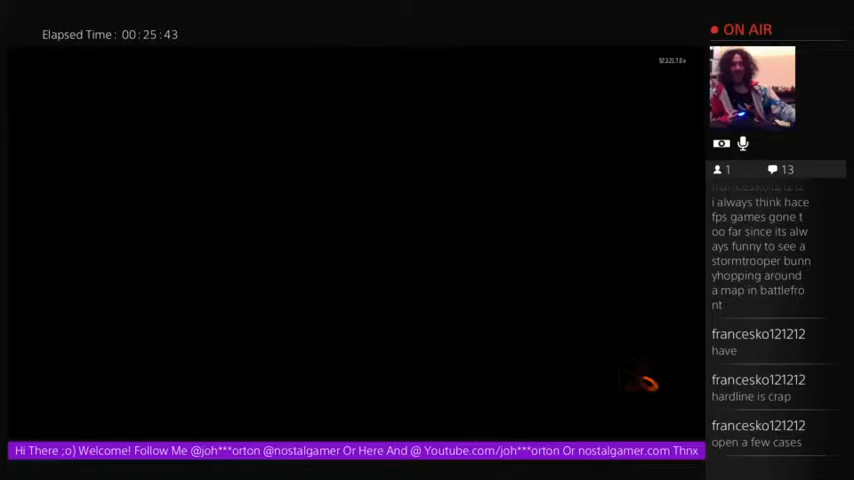 Elapsed Time: 00:25:43
ON AIR
1 13
i always think hace
fps games gone t
oo far since its alw
ays funny to see a
stormtrooper bunn
yhopping around
a map in battlefro
nt
francesko121212
have
francesko121212
hardline is crap
francesko121212
open a few cases
Hi There ;o) Welcome! Follow Me @joh***orton @nostalgamer Or Here And @ Youtube.com/joh***orton Or nostalgamer.com Thnx